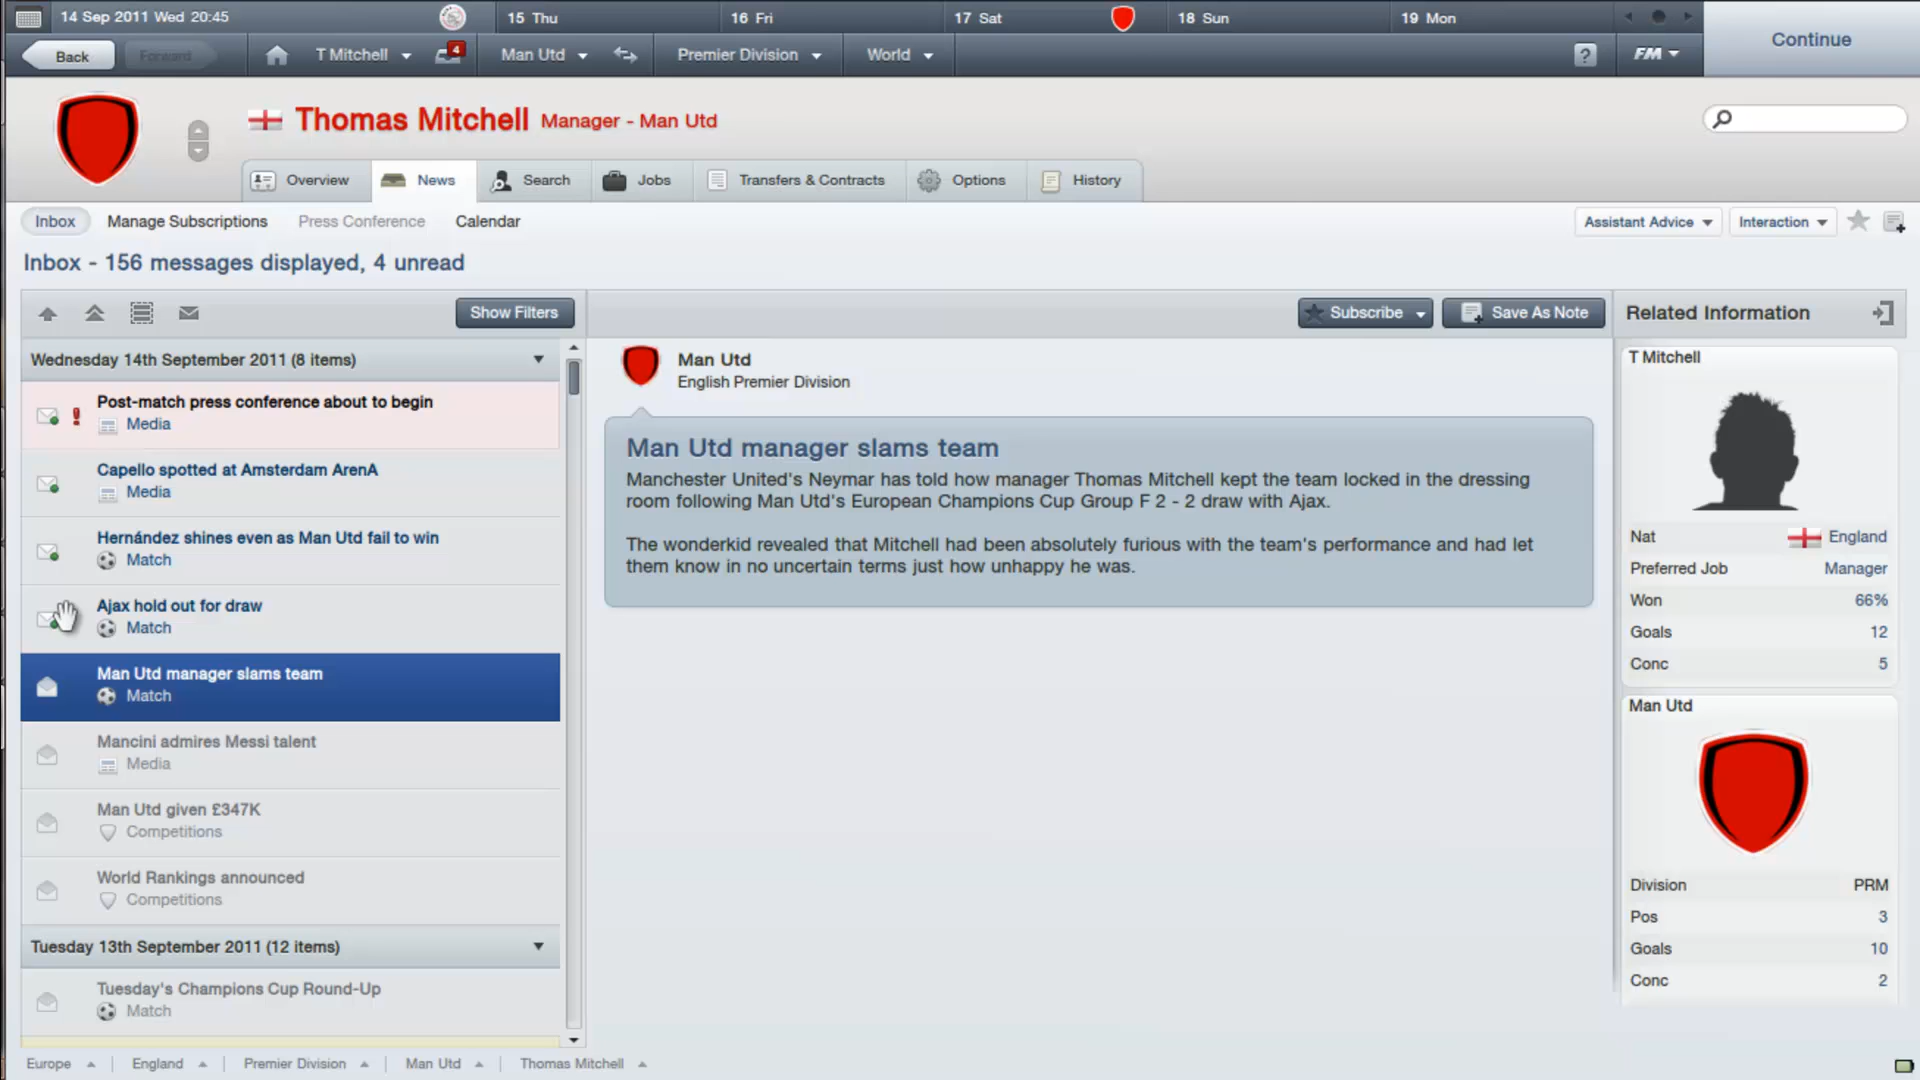 14 Sep 2011 Wed 20:45
15 Thu
16 Fri
17 Sat
18 Sun
19 Mon
Continue
Back
Forward
T Mitchell
4
Man Utd
Premier Division
World
?
FM
Thomas Mitchell Manager - Man Utd
Overview
News
Search
Jobs
Transfers & Contracts
Options
History
Inbox
Manage Subscriptions
Press Conference
Calendar
Assistant Advice
Interaction
Inbox - 156 messages displayed, 4 unread
Show Filters
Subscribe
Save As Note
Related Information
Wednesday 14th September 2011 (8 items)
Post-match press conference about to begin
Media
Capello spotted at Amsterdam ArenA
Media
Hernández shines even as Man Utd fail to win
Match
Ajax hold out for draw
Match
Man Utd manager slams team
Match
Mancini admires Messi talent
Media
Man Utd given £347K
Competitions
World Rankings announced
Competitions
Tuesday 13th September 2011 (12 items)
Tuesday's Champions Cup Round-Up
Match
Man Utd
English Premier Division
Man Utd manager slams team
Manchester United's Neymar has told how manager Thomas Mitchell kept the team locked in the dressing
room following Man Utd's European Champions Cup Group F 2 - 2 draw with Ajax.
The wonderkid revealed that Mitchell had been absolutely furious with the team's performance and had let
them know in no uncertain terms just how unhappy he was.
T Mitchell
Nat England
Preferred Job Manager
Won 66%
Goals 12
Conc 5
Man Utd
Division PRM
Pos 3
Goals 10
Conc 2
Europe
England
Premier Division
Man Utd
Thomas Mitchell